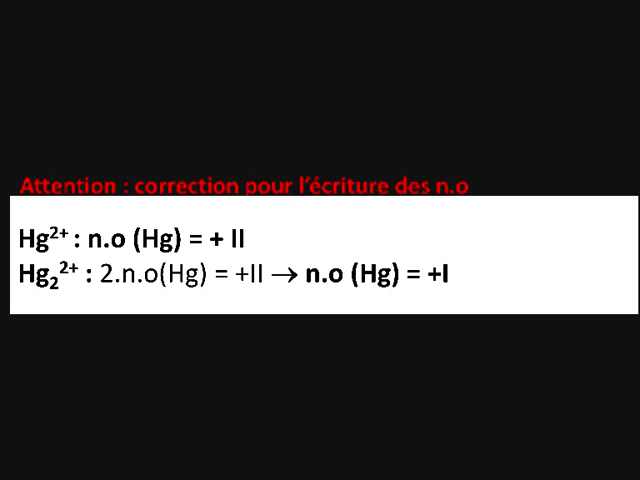 Attention : correction pour l'écriture des n.o
Hg²⁺ : n.o (Hg) = + II
Hg₂²⁺ : 2.n.o(Hg) = +II → n.o (Hg) = +I